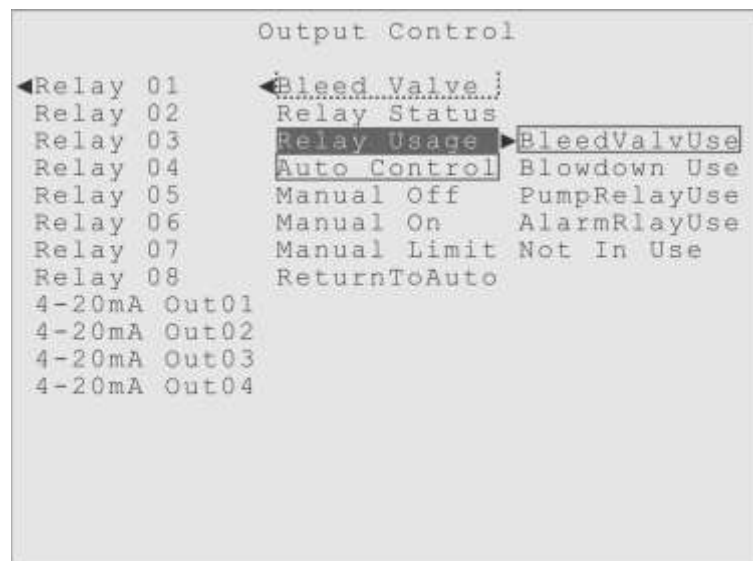 Output Control
Relay 01
Relay 02
Relay 03
Relay 04
Relay 05
Relay 06
Relay 07
Relay 08
4-20mA Out01
4-20mA Out02
4-20mA Out03
4-20mA Out04
Bleed Valve
Relay Status
Relay Usage
Auto Control
Manual Off
Manual On
Manual Limit
ReturnToAuto
BleedValvUse
Blowdown Use
PumpRelayUse
AlarmRlayUse
Not In Use